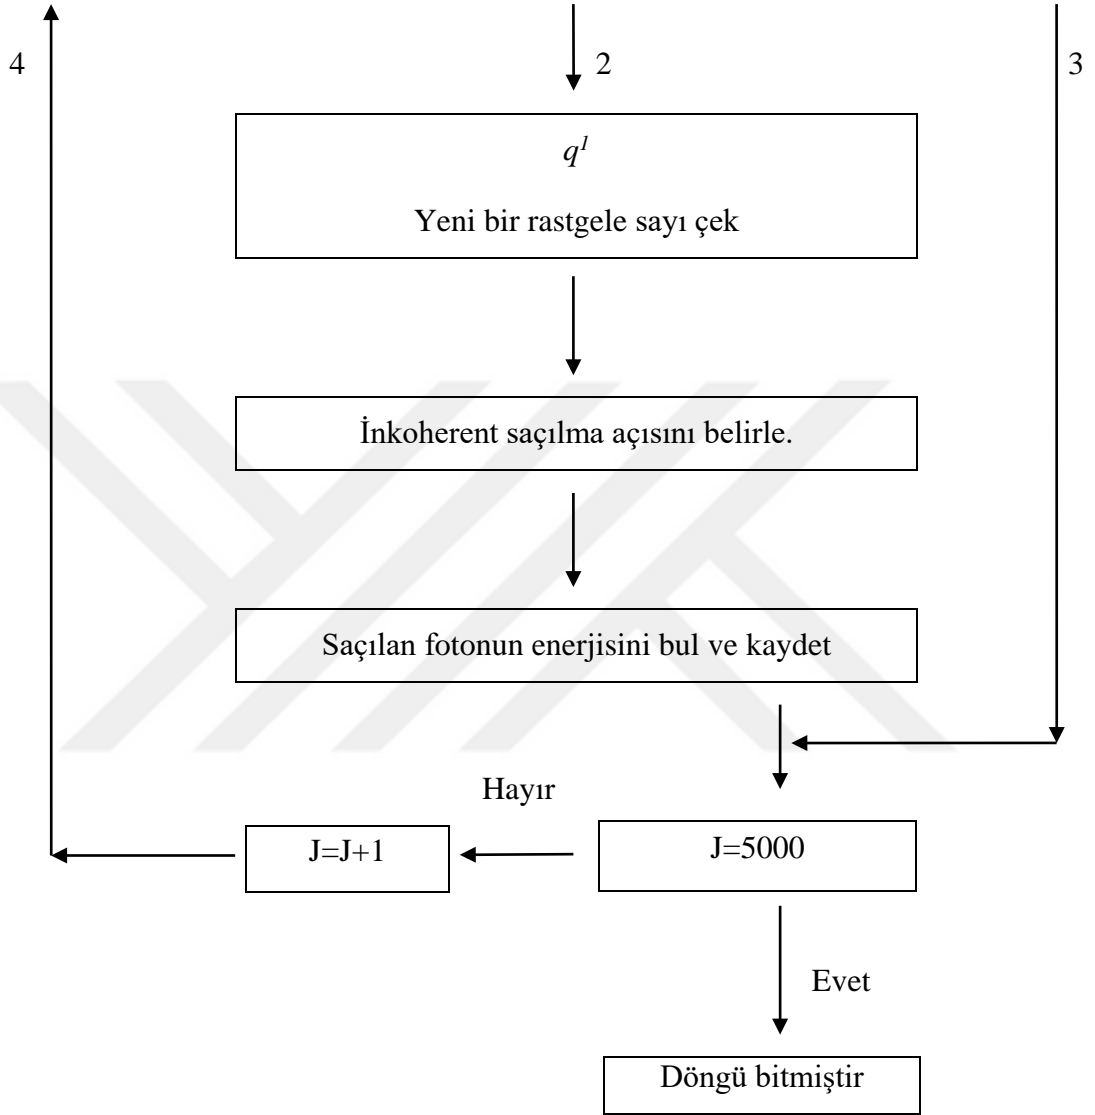 4
2
3
q¹
Yeni bir rastgele sayı çek
İnkoherent saçılma açısını belirle.
Saçılan fotonun enerjisini bul ve kaydet
Hayır
J=J+1
J=5000
Evet
Döngü bitmiştir